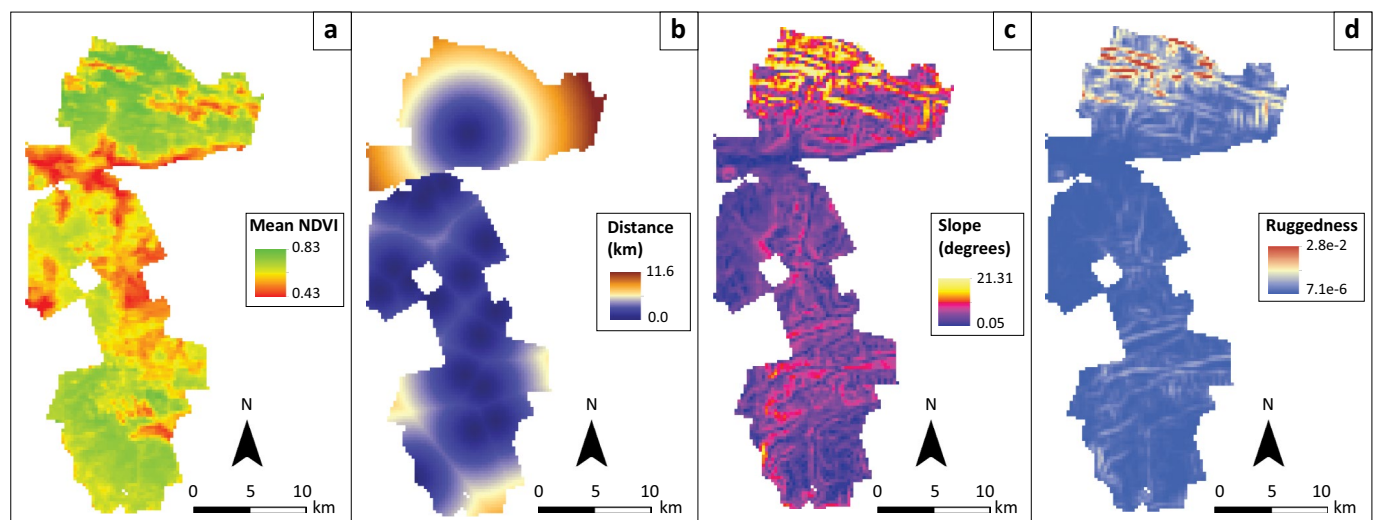 a
Mean NDVI
0.83
0.43
N
0 5 10
km
b
Distance
(km)
11.6
0.0
N
0 5 10
km
c
Slope
(degrees)
21.31
0.05
N
0 5 10
km
d
Ruggedness
2.8e-2
7.1e-6
N
0 5 10
km